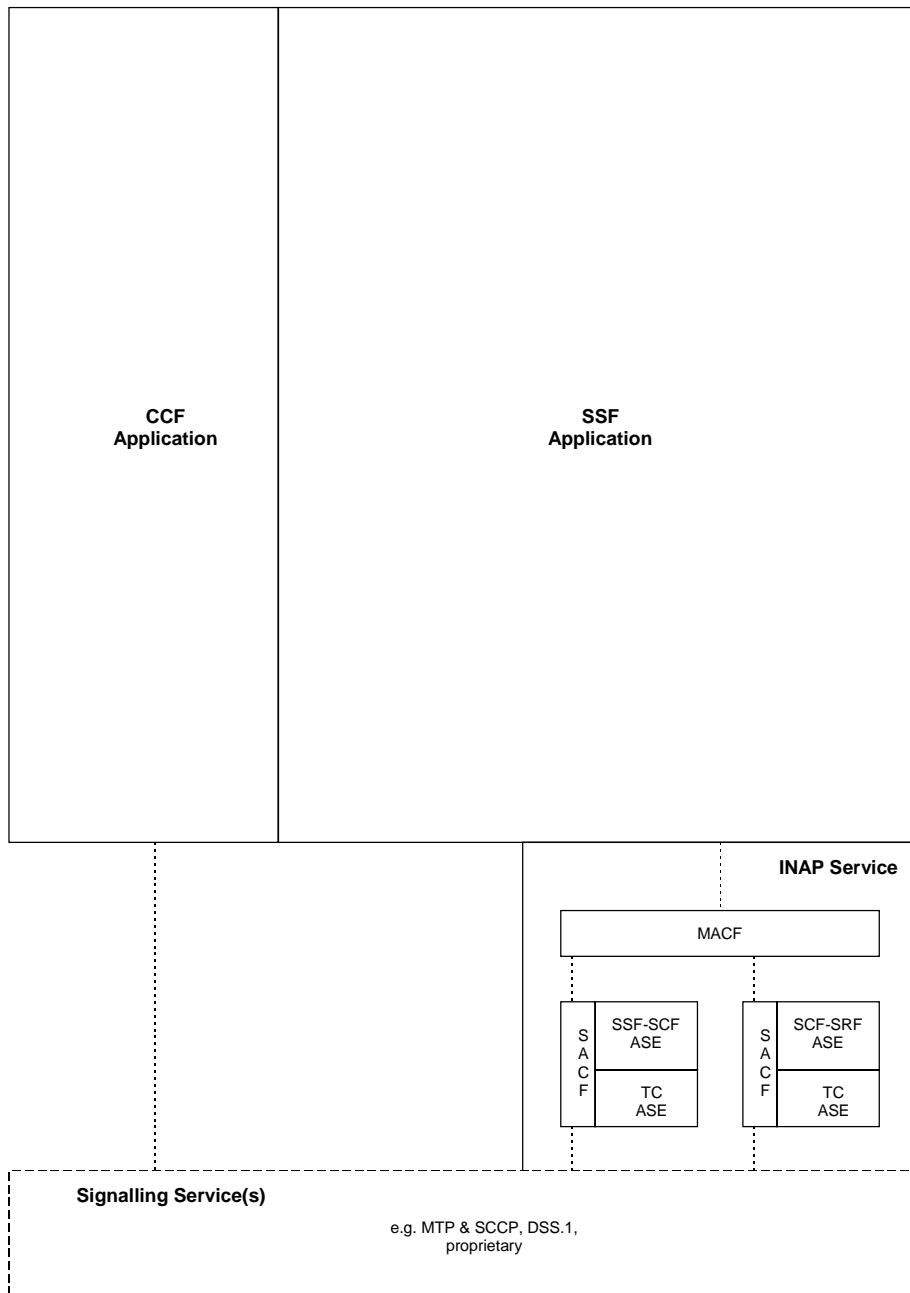 CCF
Application
SSF
Application
INAP Service
MACF
S
A
C
F
SSF-SCF
ASE
TC
ASE
S
A
C
F
SCF-SRF
ASE
TC
ASE
Signalling Service(s)
e.g. MTP & SCCP, DSS.1,
proprietary